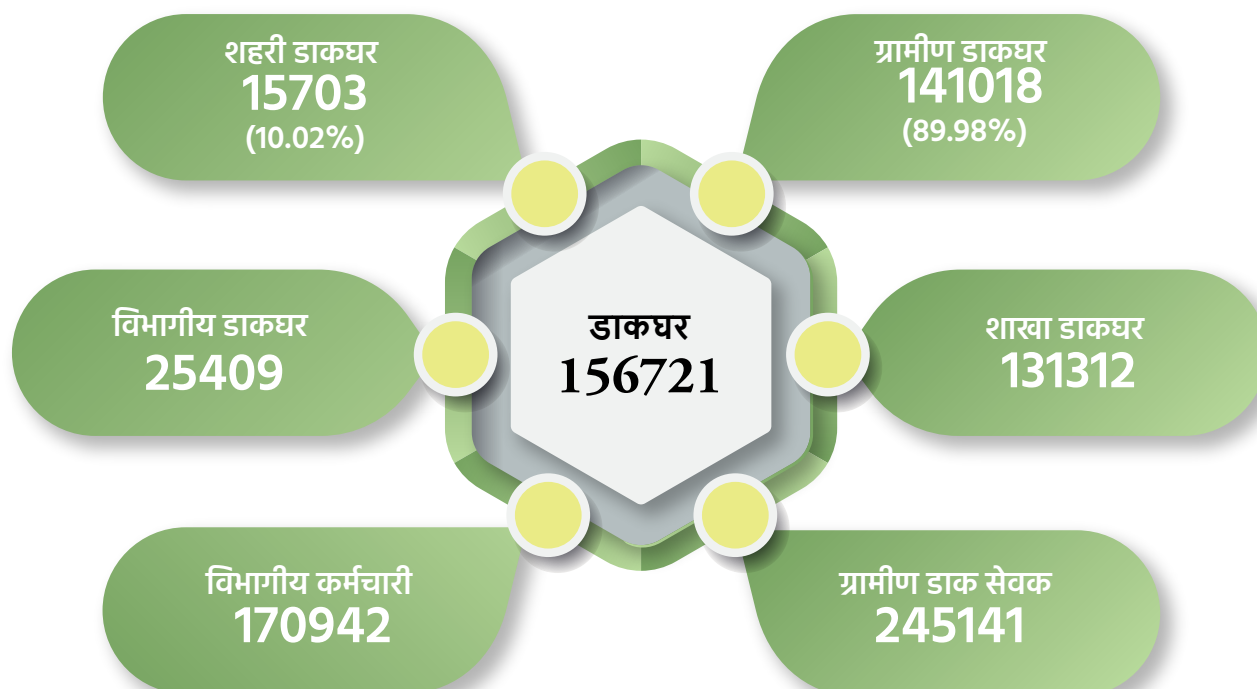 शहरी डाकघर
15703
(10.02%)
ग्रामीण डाकघर
141018
(89.98%)
विभागीय डाकघर
25409
डाकघर
156721
शाखा डाकघर
131312
विभागीय कर्मचारी
170942
ग्रामीण डाक सेवक
245141